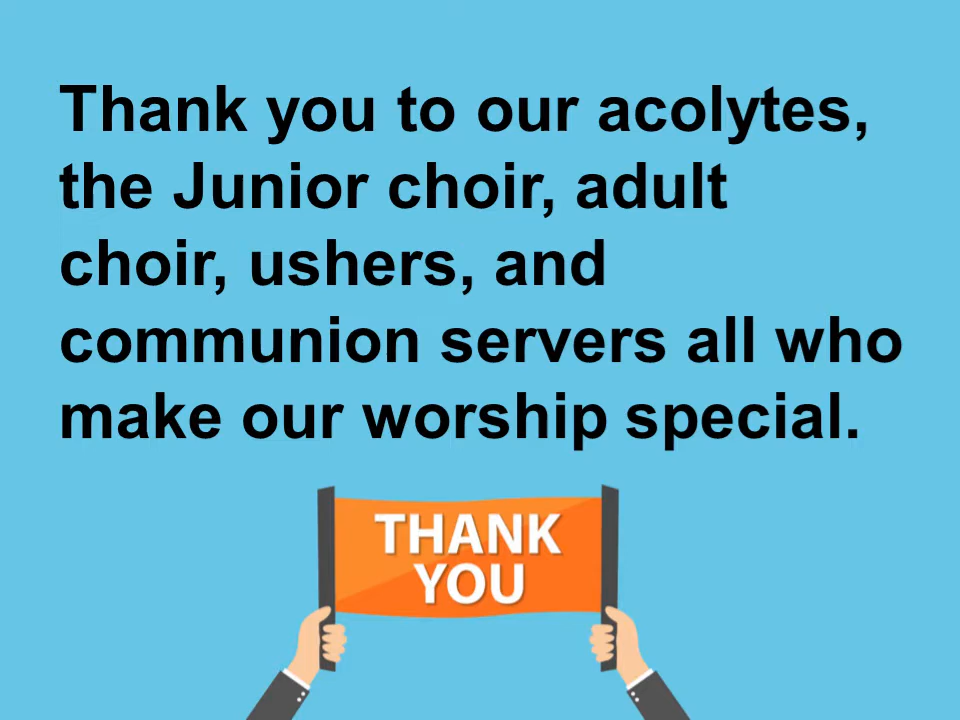 Thank you to our acolytes,
the Junior choir, adult
choir, ushers, and
communion servers all who
make our worship special.
THANK
YOU